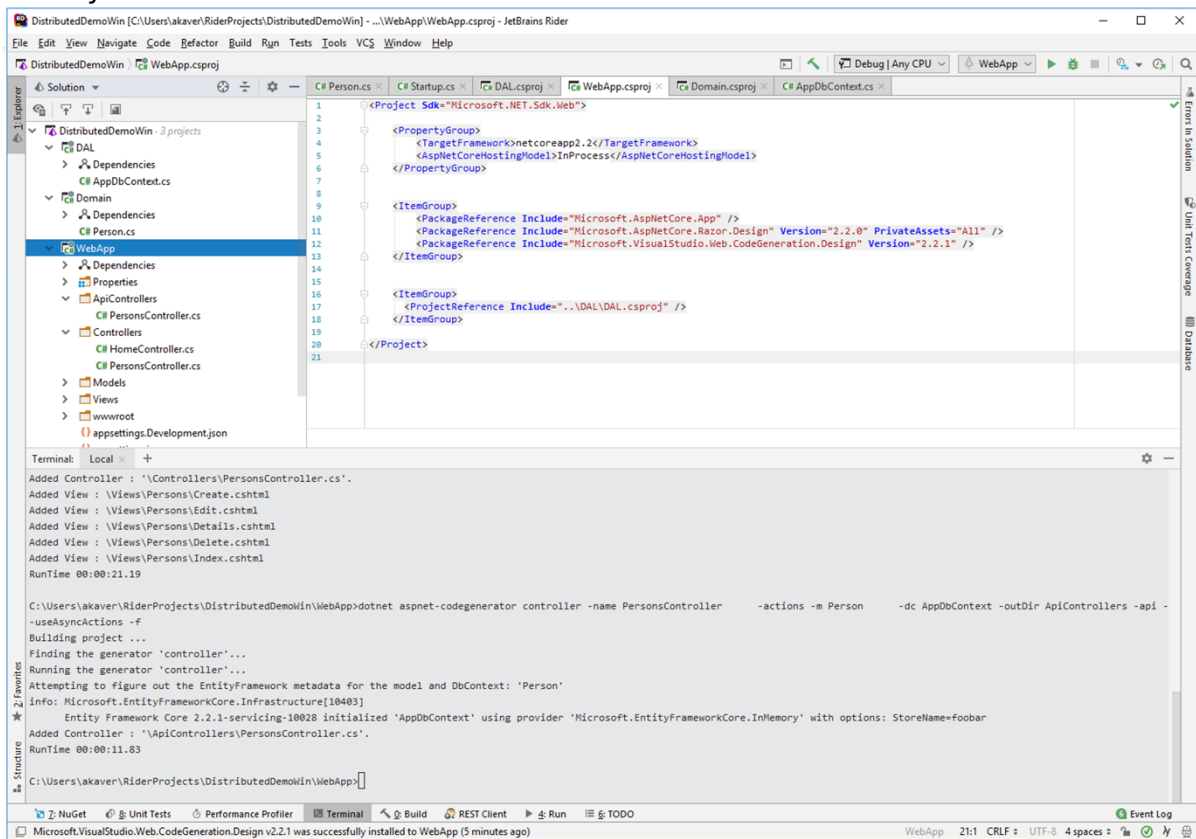 DistributedDemoWin [C:\Users\akaver\RiderProjects\DistributedDemoWin] - ...\WebApp\WebApp.csproj - JetBrains Rider
File Edit View Navigate Code Refactor Build Run Tests Tools VCS Window Help
DistributedDemoWin WebApp.csproj Debug | Any CPU WebApp
1: Explorer
Solution
Person.cs Startup.cs DAL.csproj WebApp.csproj Domain.csproj AppDbContext.cs
DistributedDemoWin · 3 projects
DAL
Dependencies
C# AppDbContext.cs
Domain
Dependencies
C# Person.cs
WebApp
Dependencies
Properties
ApiControllers
C# PersonsController.cs
Controllers
C# HomeController.cs
C# PersonsController.cs
Models
Views
wwwroot
appsettings.Development.json
1 <Project Sdk="Microsoft.NET.Sdk.Web">
2
3 <PropertyGroup>
4 <TargetFramework>netcoreapp2.2</TargetFramework>
5 <AspNetCoreHostingModel>InProcess</AspNetCoreHostingModel>
6 </PropertyGroup>
7
8
9 <ItemGroup>
10 <PackageReference Include="Microsoft.AspNetCore.App" />
11 <PackageReference Include="Microsoft.AspNetCore.Razor.Design" Version="2.2.0" PrivateAssets="All" />
12 <PackageReference Include="Microsoft.VisualStudio.Web.CodeGeneration.Design" Version="2.2.1" />
13 </ItemGroup>
14
15
16 <ItemGroup>
17 <ProjectReference Include="..\DAL\DAL.csproj" />
18 </ItemGroup>
19
20 </Project>
21
Errors In Solution
Unit Tests Coverage
Database
Terminal: Local × +
Added Controller : '\Controllers\PersonsController.cs'.
Added View : \Views\Persons\Create.cshtml
Added View : \Views\Persons\Edit.cshtml
Added View : \Views\Persons\Details.cshtml
Added View : \Views\Persons\Delete.cshtml
Added View : \Views\Persons\Index.cshtml
RunTime 00:00:21.19
C:\Users\akaver\RiderProjects\DistributedDemoWin\WebApp>dotnet aspnet-codegenerator controller -name PersonsController -actions -m Person -dc AppDbContext -outDir ApiControllers -api -
-useAsyncActions -f
Building project ...
Finding the generator 'controller'...
Running the generator 'controller'...
Attempting to figure out the EntityFramework metadata for the model and DbContext: 'Person'
info: Microsoft.EntityFrameworkCore.Infrastructure[10403]
Entity Framework Core 2.2.1-servicing-10028 initialized 'AppDbContext' using provider 'Microsoft.EntityFrameworkCore.InMemory' with options: StoreName=foobar
Added Controller : '\ApiControllers\PersonsController.cs'.
RunTime 00:00:11.83
C:\Users\akaver\RiderProjects\DistributedDemoWin\WebApp>
2: Favorites
Structure
7: NuGet 8: Unit Tests Performance Profiler Terminal 0: Build REST Client 4: Run 6: TODO Event Log
Microsoft.VisualStudio.Web.CodeGeneration.Design v2.2.1 was successfully installed to WebApp (5 minutes ago) WebApp 21:1 CRLF UTF-8 4 spaces